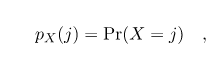 p_X(j) = Pr(X = j) ,